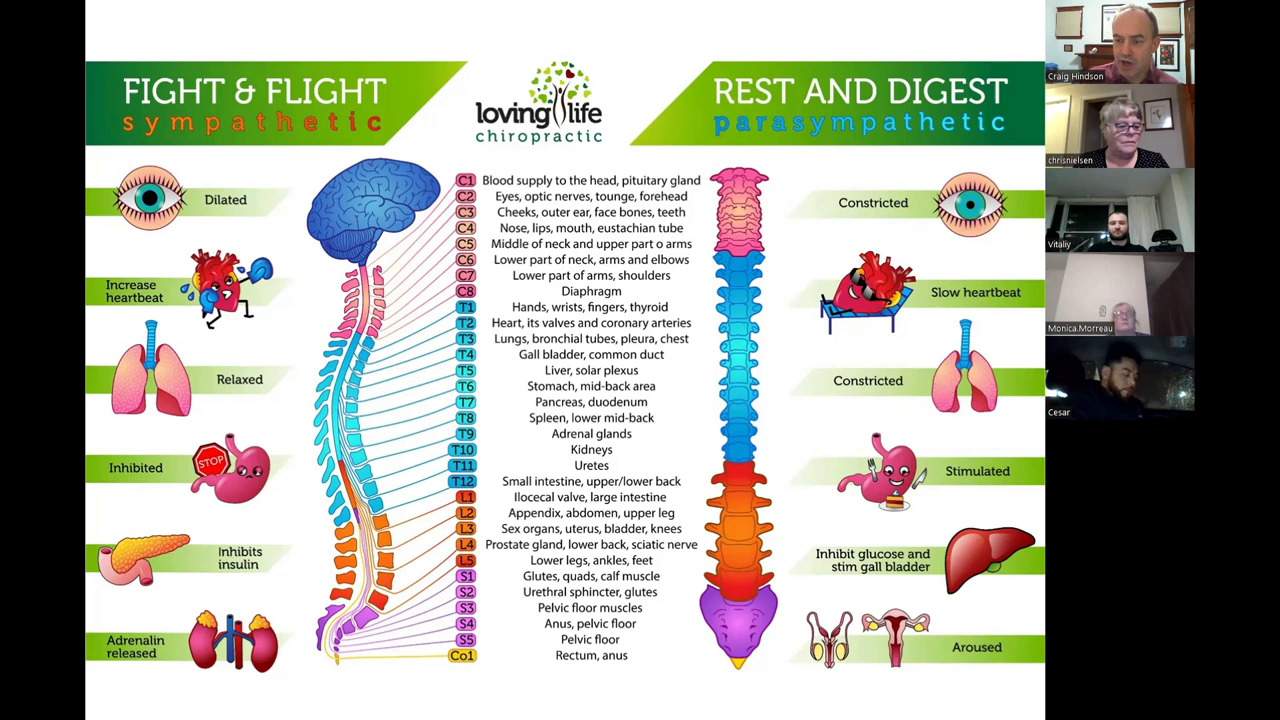 FIGHT & FLIGHT
sympathetic
loving life
chiropractic
REST AND DIGEST
parasympathetic
Dilated
Increase
heartbeat
Relaxed
Inhibited
STOP
Inhibits
insulin
Adrenalin
released
C1 Blood supply to the head, pituitary gland
C2 Eyes, optic nerves, tounge, forehead
C3 Cheeks, outer ear, face bones, teeth
C4 Nose, lips, mouth, eustachian tube
C5 Middle of neck and upper part o arms
C6 Lower part of neck, arms and elbows
C7 Lower part of arms, shoulders
C8 Diaphragm
T1 Hands, wrists, fingers, thyroid
T2 Heart, its valves and coronary arteries
T3 Lungs, bronchial tubes, pleura, chest
T4 Gall bladder, common duct
T5 Liver, solar plexus
T6 Stomach, mid-back area
T7 Pancreas, duodenum
T8 Spleen, lower mid-back
T9 Adrenal glands
T10 Kidneys
T11 Uretes
T12 Small intestine, upper/lower back
L1 Ilocecal valve, large intestine
L2 Appendix, abdomen, upper leg
L3 Sex organs, uterus, bladder, knees
L4 Prostate gland, lower back, sciatic nerve
L5 Lower legs, ankles, feet
S1 Glutes, quads, calf muscle
S2 Urethral sphincter, glutes
S3 Pelvic floor muscles
S4 Anus, pelvic floor
S5 Pelvic floor
Co1 Rectum, anus
Constricted
Slow heartbeat
Constricted
Stimulated
Inhibit glucose and
stim gall bladder
Aroused
Craig Hindson
chrisnielsen
Vitaliy
Monica.Morreau
Cesar